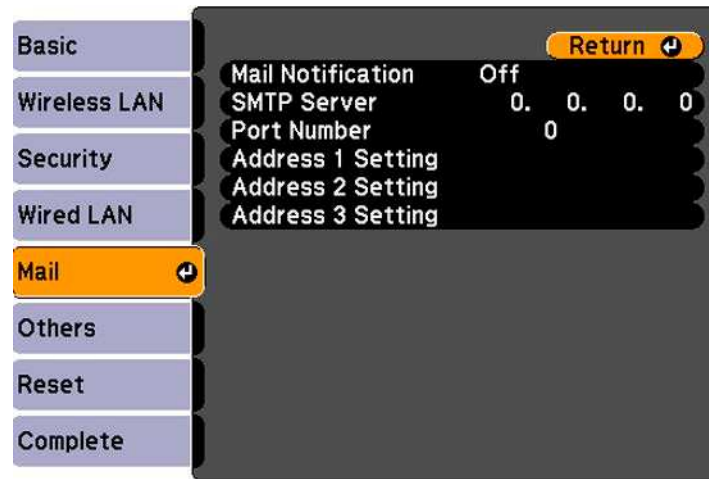 Basic
Wireless LAN
Security
Wired LAN
Mail
Others
Reset
Complete
Return
Mail Notification Off
SMTP Server 0. 0. 0. 0
Port Number 0
Address 1 Setting
Address 2 Setting
Address 3 Setting